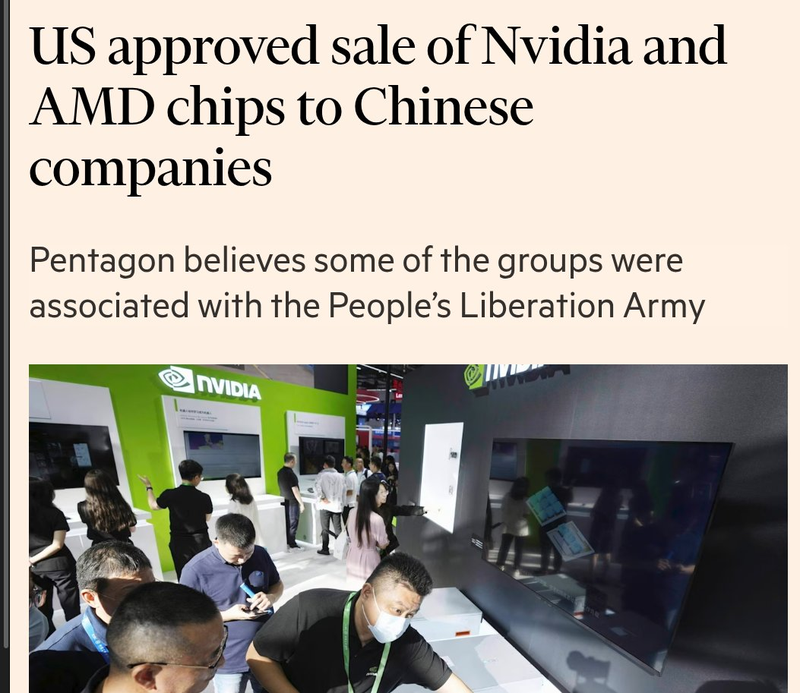 US approved sale of Nvidia and
AMD chips to Chinese
companies
Pentagon believes some of the groups were
associated with the People’s Liberation Army
NVIDIA
NVIDIA